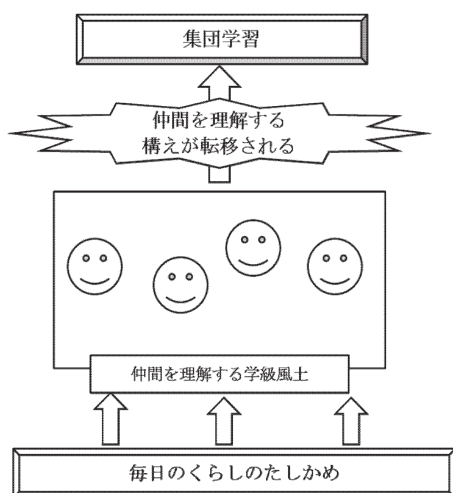 集団学習
仲間を理解する
構えが転移される
仲間を理解する学級風土
毎日のくらしのたしかめ